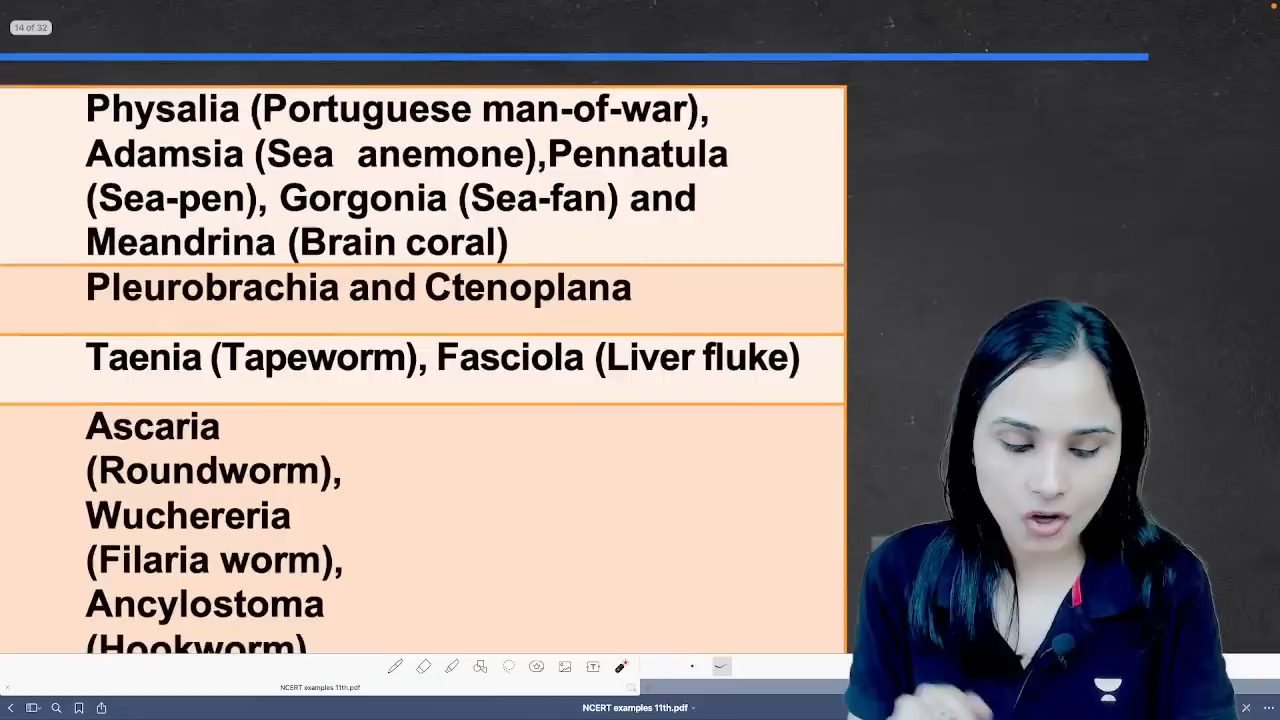 14 of 32
Physalia (Portuguese man-of-war),
Adamsia (Sea anemone),Pennatula
(Sea-pen), Gorgonia (Sea-fan) and
Meandrina (Brain coral)
Pleurobrachia and Ctenoplana
Taenia (Tapeworm), Fasciola (Liver fluke)
Ascaria
(Roundworm),
Wuchereria
(Filaria worm),
Ancylostoma
(Hookworm)
NCERT examples 11th.pdf
NCERT examples 11th.pdf